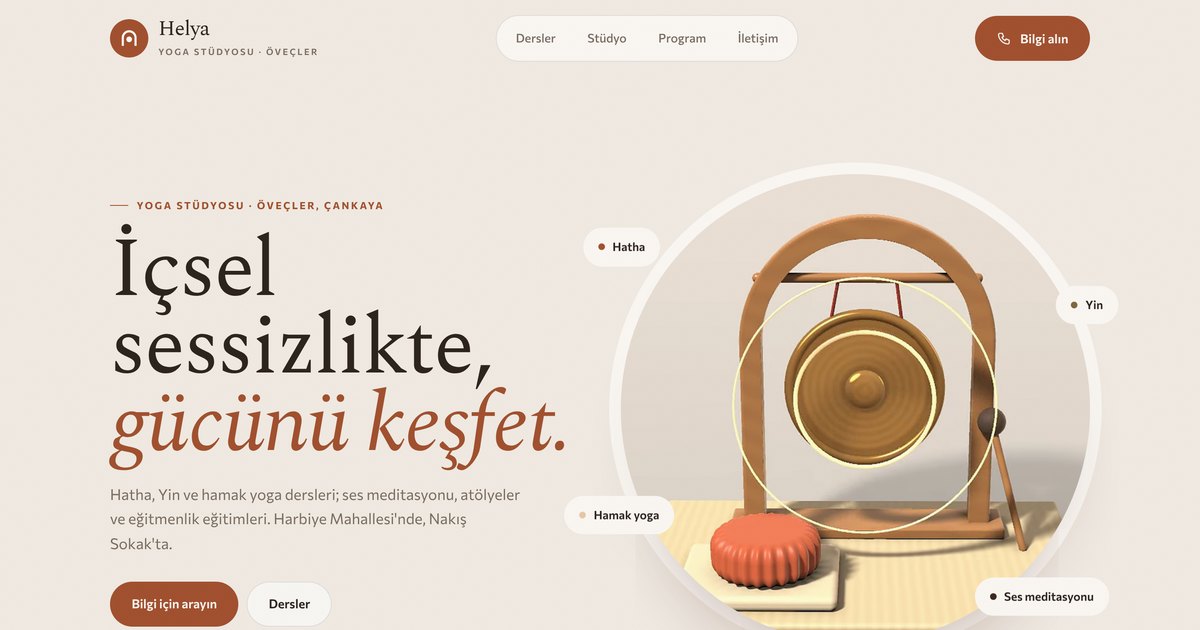 Helya
YOGA STÜDYOSU · ÖVEÇLER
Dersler
Stüdyo
Program
İletişim
Bilgi alın
YOGA STÜDYOSU · ÖVEÇLER, ÇANKAYA
İçsel
sessizlikte,
gücünü keşfet.
Hatha, Yin ve hamak yoga dersleri; ses meditasyonu, atölyeler
ve eğitmenlik eğitimleri. Harbiye Mahallesi'nde, Nakış
Sokak'ta.
Bilgi için arayın
Dersler
Hatha
Yin
Hamak yoga
Ses meditasyonu